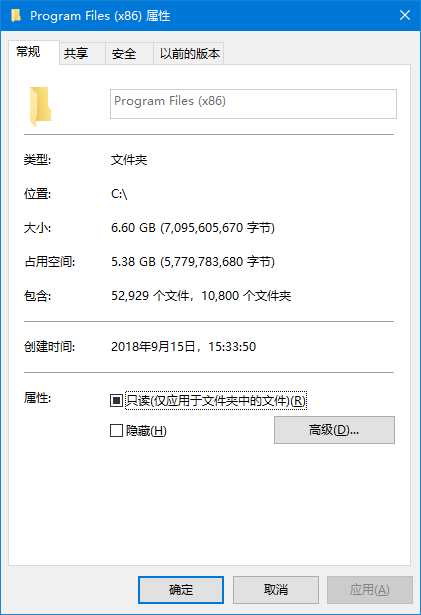 Program Files (x86) 属性
常规 共享 安全 以前的版本
Program Files (x86)
类型: 文件夹
位置: C:\
大小: 6.60 GB (7,095,605,670 字节)
占用空间: 5.38 GB (5,779,783,680 字节)
包含: 52,929 个文件，10,800 个文件夹
创建时间: 2018年9月15日，15:33:50
属性: 只读(仅应用于文件夹中的文件)(R)
隐藏(H) 高级(D)...
确定 取消 应用(A)